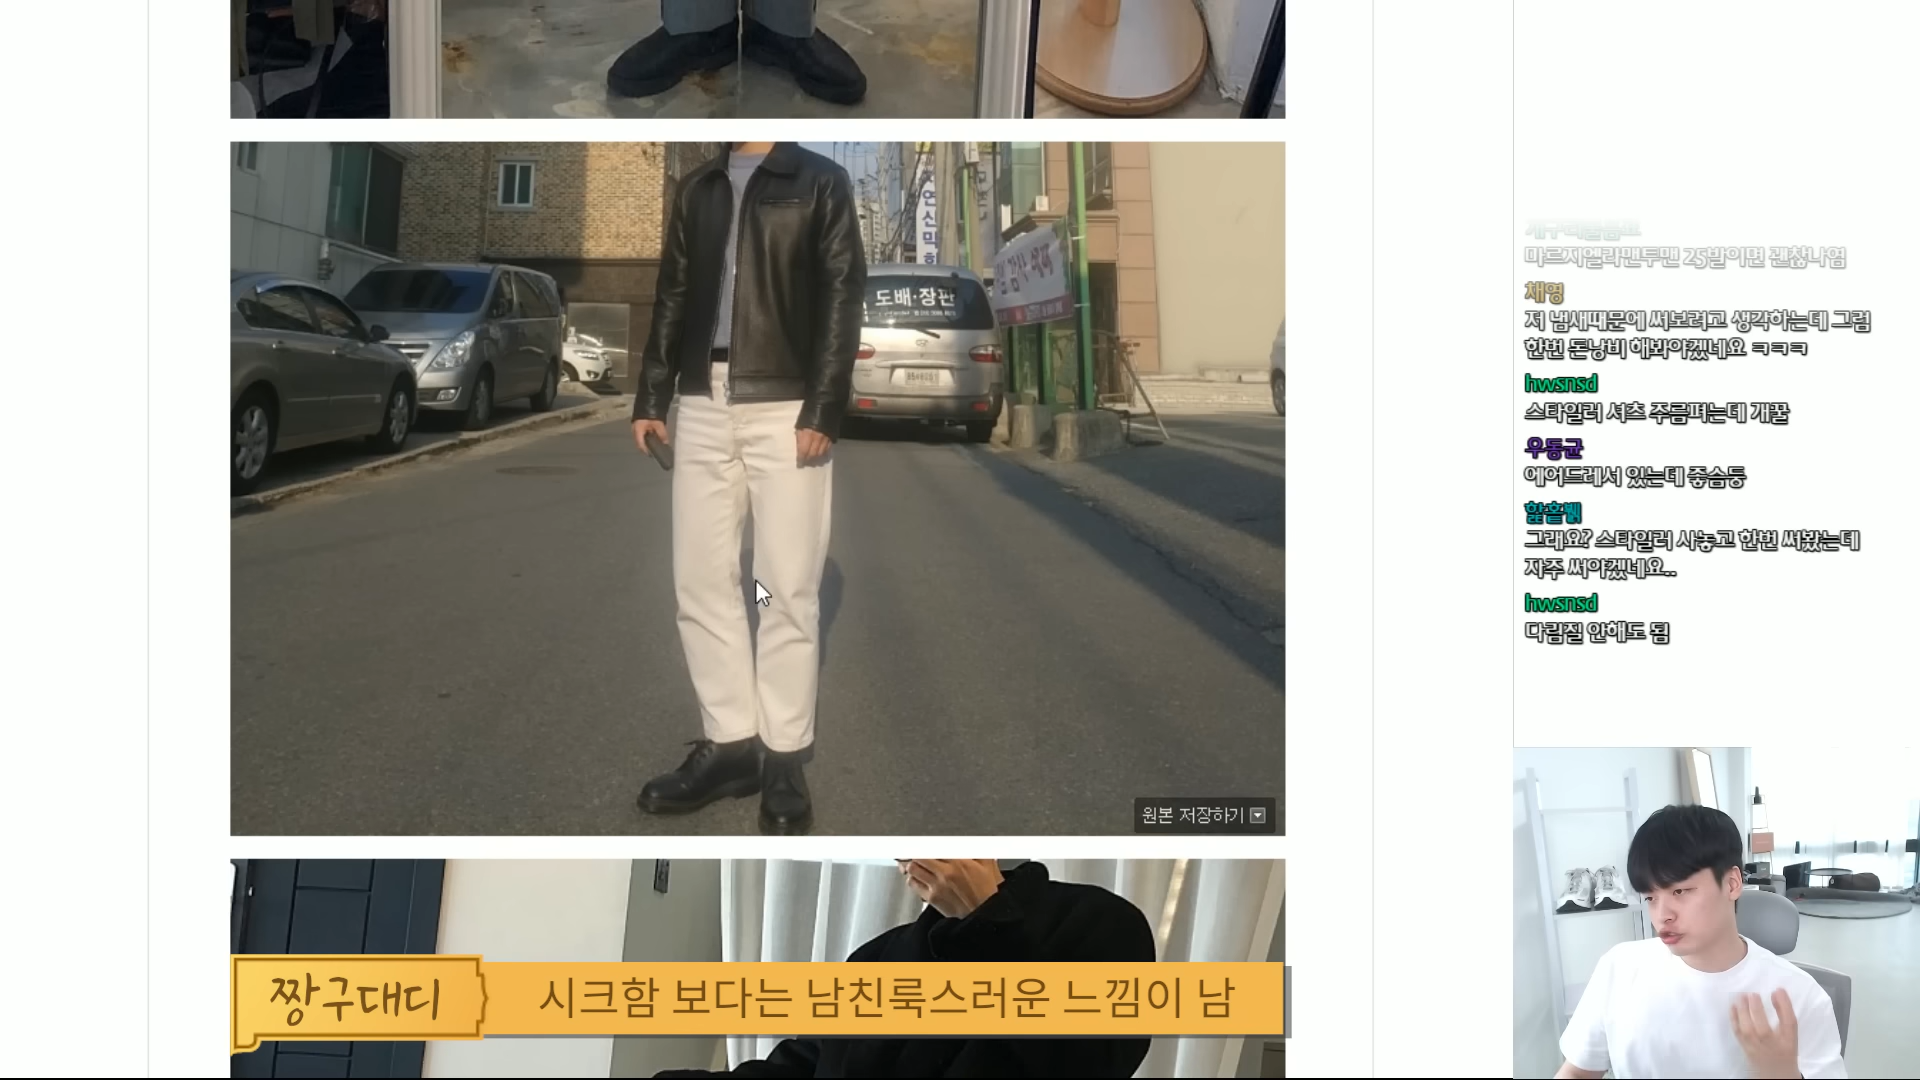 도배·장판
원본 저장하기
짱구대디
시크함 보다는 남친룩스러운 느낌이 남
마르지엘라맨투맨 25발이면 괜찮나염
채영
저 냄새때문에 써보려고 생각하는데 그럼
한번 돈낭비 해봐야겠네요 ㅋㅋㅋ
hwsnsd
스타일러 셔츠 주름펴는데 개꿀
우동균
에어드레서 있는데 좋슴둥
그래요? 스타일러 사놓고 한번 써봤는데
자주 써야겠네요..
hwsnsd
다림질 안해도 됨